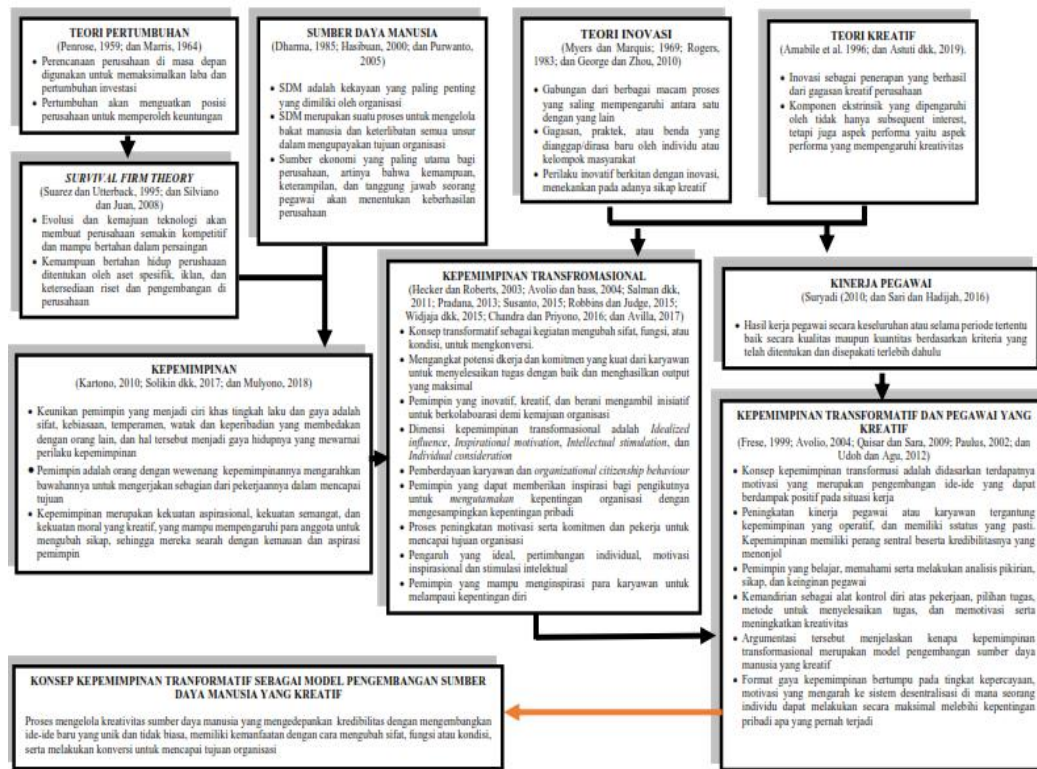 TEORI PERTUMBUHAN
(Penrose, 1959; dan Marris, 1964)
• Perencanaan perusahaan di masa depan
digunakan untuk memaksimalkan laba dan
pertumbuhan investasi
• Pertumbuhan akan menguatkan posisi
perusahaan untuk memperoleh keuntungan
SURVIVAL FIRM THEORY
(Suarez dan Utterback, 1995; dan Silviano
dan Juan, 2008)
• Evolusi dan kemajuan teknologi akan
membuat perusahaan semakin kompetitif
dan mampu bertahan dalam persaingan
• Kemampuan bertahan hidup perushaaan
ditentukan oleh aset spesifik, iklan, dan
ketersediaan riset dan pengembangan di
perusahaan
SUMBER DAYA MANUSIA
(Dharma, 1985; Hasibuan, 2000; dan Purwanto,
2005)
• SDM adalah kekayaan yang paling penting
yang dimiliki oleh organisasi
• SDM merupakan suatu proses untuk mengelola
bakat manusia dan keterlibatan semua unsur
dalam mengupayakan tujuan organisasi
• Sumber ekonomi yang paling utama bagi
perusahaan, artinya bahwa kemampuan,
keterampilan, dan tanggung jawab seorang
pegawai akan menentukan keberhasilan
perusahaan
TEORI INOVASI
(Myers dan Marquis; 1969; Rogers,
1983; dan George dan Zhou, 2010)
• Gabungan dari berbagai macam proses
yang saling mempengaruhi antara satu
dengan yang lain
• Gagasan, praktek, atau benda yang
dianggap/dirasa baru oleh individu atau
kelompok masyarakat
• Perilaku inovatif berkitan dengan inovasi,
menekankan pada adanya sikap kreatif
TEORI KREATIF
(Amabile et al. 1996; dan Astuti dkk, 2019).
• Inovasi sebagai penerapan yang berhasil
dari gagasan kreatif perusahaan
• Komponen ekstrinsik yang dipengaruhi
oleh tidak hanya subsequent interest,
tetapi juga aspek performa yaitu aspek
performa yang mempengaruhi kreativitas
KEPEMIMPINAN
(Kartono, 2010; Solikin dkk, 2017; dan Mulyono, 2018)
• Keunikan pemimpin yang menjadi ciri khas tingkah laku dan gaya adalah
sifat, kebiasaan, temperamen, watak dan keperibadian yang membedakan
dengan orang lain, dan hal tersebut menjadi gaya hidupnya yang mewarnai
perilaku kepemimpinan
• Pemimpin adalah orang dengan wewenang kepemimpinannya mengarahkan
bawahannya untuk mengerjakan sebagian dari pekerjaannya dalam mencapai
tujuan
• Kepemimpinan merupakan kekuatan aspirasional, kekuatan semangat, dan
kekuatan moral yang kreatif, yang mampu mempengaruhi para anggota untuk
mengubah sikap, sehingga mereka searah dengan kemauan dan aspirasi
pemimpin
KEPEMIMPINAN TRANSFROMASIONAL
(Hecker dan Roberts, 2003; Avolio dan bass, 2004; Salman dkk,
2011; Pradana, 2013; Susanto, 2015; Robbins dan Judge, 2015;
Widjaja dkk, 2015; Chandra dan Priyono, 2016; dan Avilla, 2017)
• Konsep transformatif sebagai kegiatan mengubah sifat, fungsi, atau
kondisi, untuk mengkonversi.
• Mengangkat potensi dkerja dan komitmen yang kuat dari karyawan
untuk menyelesaikan tugas dengan baik dan menghasilkan output
yang maksimal
• Pemimpin yang inovatif, kreatif, dan berani mengambil inisiatif
untuk berkolaboarasi demi kemajuan organisasi
• Dimensi kepemimpinan transformasional adalah Idealized
influence, Inspirational motivation, Intellectual stimulation, dan
Individual consideration
• Pemberdayaan karyawan dan organizational citizenship behaviour
• Pemimpin yang dapat memberikan inspirasi bagi pengikutnya
untuk mengutamakan kepentingan organisasi dengan
mengesampingkan kepentingan pribadi
• Proses peningkatan motivasi serta komitmen dan pekerja untuk
mencapai tujuan organisasi
• Pengaruh yang ideal, pertimbangan individual, motivasi
inspirasional dan stimulasi intelektual
• Pemimpin yang mampu menginspirasi para karyawan untuk
melampaui kepentingan diri
KINERJA PEGAWAI
(Suryadi (2010; dan Sari dan Hadijah, 2016)
• Hasil kerja pegawai secara keseluruhan atau selama periode tertentu
baik secara kualitas maupun kuantitas berdasarkan kriteria yang
telah ditentukan dan disepakati terlebih dahulu
KEPEMIMPINAN TRANSFORMATIF DAN PEGAWAI YANG
KREATIF
(Frese, 1999; Avolio, 2004; Qaisar dan Sara, 2009; Paulus, 2002; dan
Udoh dan Agu, 2012)
• Konsep kepemimpinan transformasi adalah didasarkan terdapatnya
motivasi yang merupakan pengembangan ide-ide yang dapat
berdampak positif pada situasi kerja
• Peningkatan kinerja pegawai atau karyawan tergantung
kepemimpinan yang operatif, dan memiliki sstatus yang pasti.
Kepemimpinan memiliki perang sentral beserta kredibilitasnya yang
menonjol
• Pemimpin yang belajar, memahami serta melakukan analisis pikirian,
sikap, dan keinginan pegawai
• Kemandirian sebagai alat kontrol diri atas pekerjaan, pilihan tugas,
metode untuk menyelesaikan tugas, dan memotivasi serta
meningkatkan kreativitas
• Argumentasi tersebut menjelaskan kenapa kepemimpinan
transformasional merupakan model pengembangan sumber daya
manusia yang kreatif
• Format gaya kepemimpinan bertumpu pada tingkat kepercayaan,
motivasi yang mengarah ke sistem desentralisasi di mana seorang
individu dapat melakukan secara maksimal melebihi kepentingan
pribadi apa yang pernah terjadi
KONSEP KEPEMIMPINAN TRANFORMATIF SEBAGAI MODEL PENGEMBANGAN SUMBER
DAYA MANUSIA YANG KREATIF
Proses mengelola kreativitas sumber daya manusia yang mengedepankan kredibilitas dengan mengembangkan
ide-ide baru yang unik dan tidak biasa, memiliki kemanfaatan dengan cara mengubah sifat, fungsi atau kondisi,
serta melakukan konversi untuk mencapai tujuan organisasi